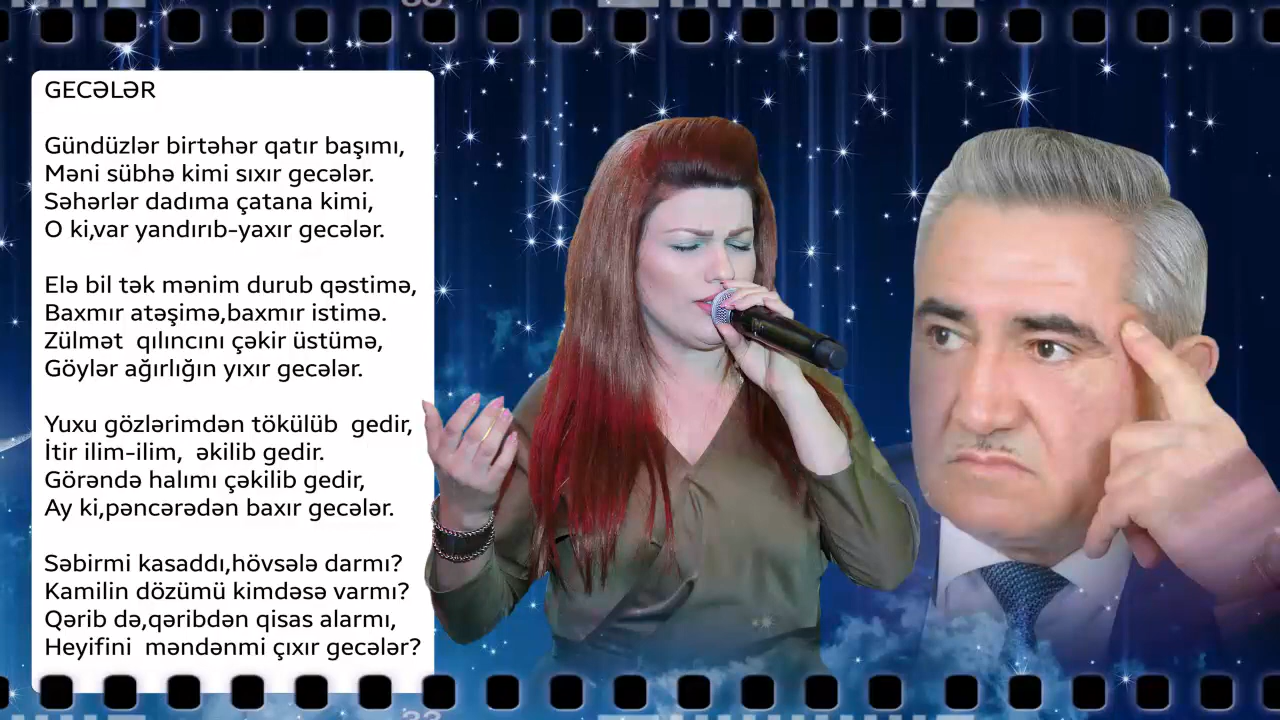 GECƏLƏR
Gündüzlər birtəhər qatır başımı,
Məni sübhə kimi sıxır gecələr.
Səhərlər dadıma çatana kimi,
O ki,var yandırıb-yaxır gecələr.
Elə bil tək mənim durub qəstimə,
Baxmır atəşimə,baxmır istimə.
Zülmət  qılıncını çəkir üstümə,
Göylər ağırlığın yıxır gecələr.
Yuxu gözlərimdən tökülüb  gedir,
İtir ilim-ilim,  əkilib gedir.
Görəndə halımı çəkilib gedir,
Ay ki,pəncərədən baxır gecələr.
Səbirmi kasaddı,hövsələ darmı?
Kamilin dözümü kimdəsə varmı?
Qərib də,qəribdən qisas alarmı,
Heyifini  məndənmi çıxır gecələr?